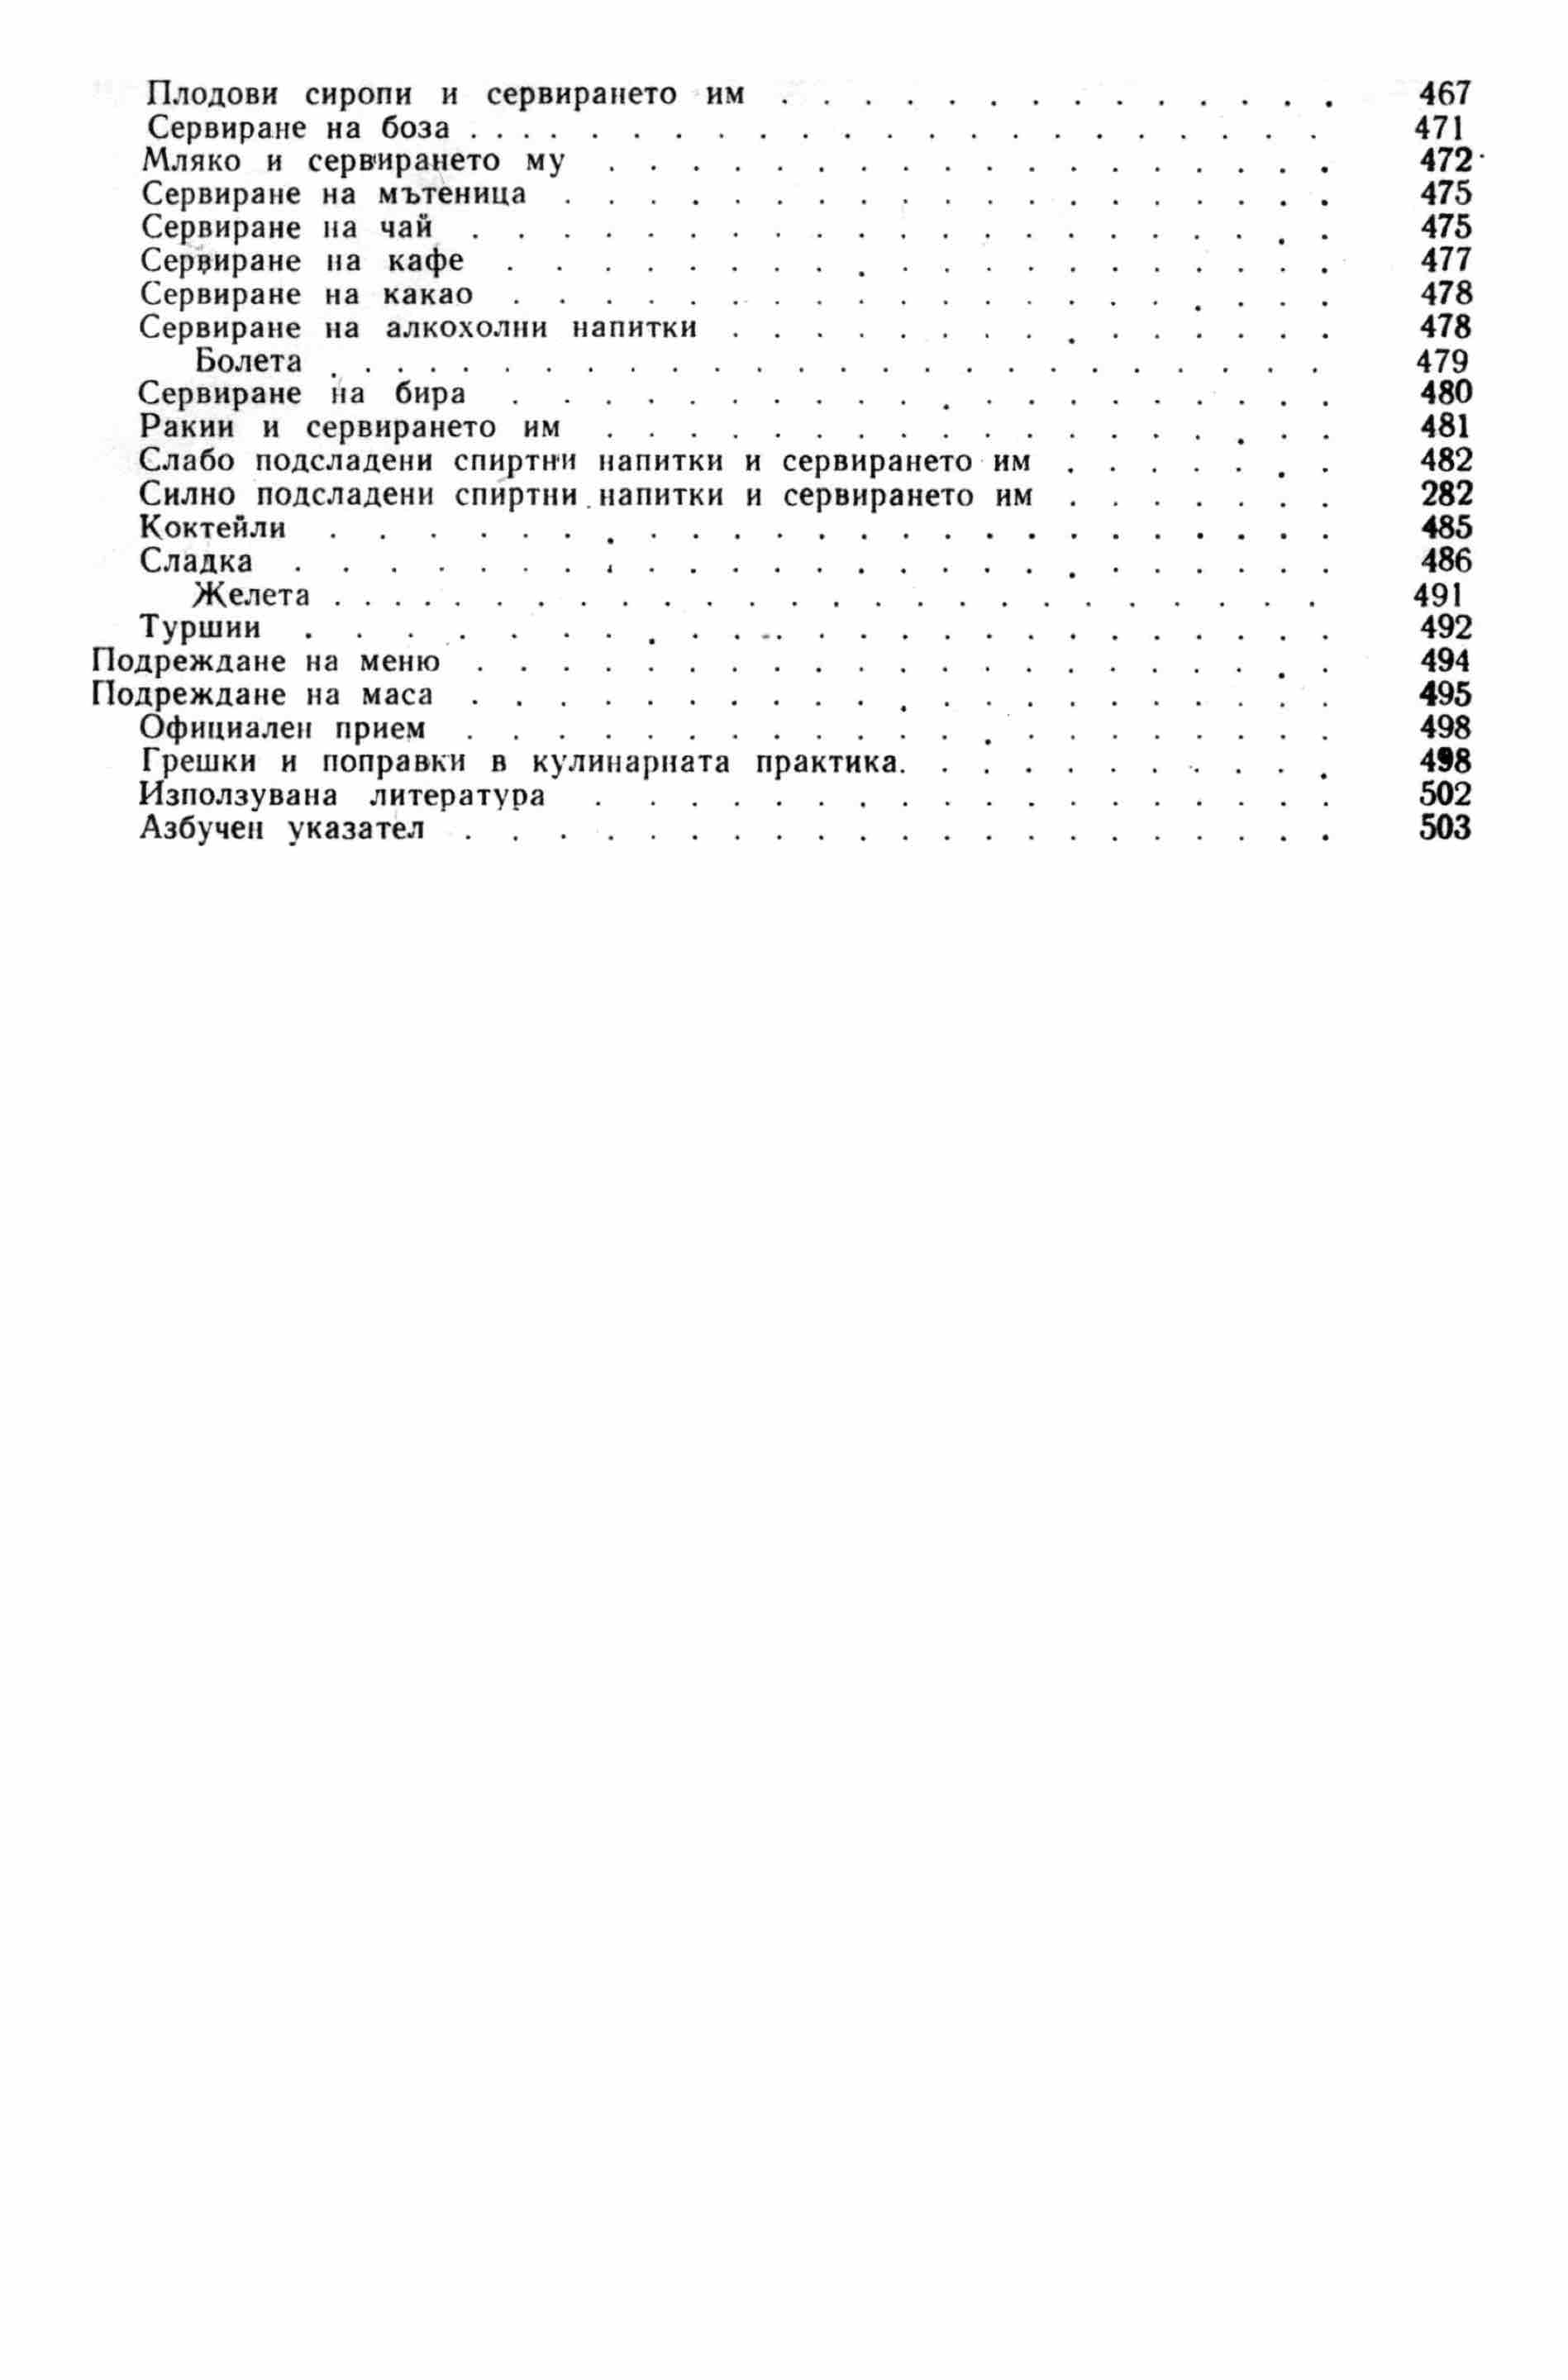 Плодови сиропи и сервирането им . . . . . . . . . . . . . . 467
Сервиране на боза . . . . . . . . . . . . . . . . . . . . . . 471
Мляко и сервирането му . . . . . . . . . . . . . . . . . . 472
Сервиране на мътеница . . . . . . . . . . . . . . . . . . . 475
Сервиране на чай . . . . . . . . . . . . . . . . . . . . . 475
Сервиране на кафе . . . . . . . . . . . . . . . . . . . . 477
Сервиране на какао . . . . . . . . . . . . . . . . . . . . 478
Сервиране на алкохолни напитки . . . . . . . . . . . . . . . 478
Болета . . . . . . . . . . . . . . . . . . . . . . . . . . 479
Сервиране на бира . . . . . . . . . . . . . . . . . . . . 480
Ракии и сервирането им . . . . . . . . . . . . . . . . . . 481
Слабо подсладени спиртни напитки и сервирането им . . . . . . . 482
Силно подсладени спиртни напитки и сервирането им . . . . . . . 282
Коктейли . . . . . . . . . . . . . . . . . . . . . . . . 485
Сладка . . . . . . . . . . . . . . . . . . . . . . . . . 486
Желета . . . . . . . . . . . . . . . . . . . . . . . . . 491
Туршии . . . . . . . . . . . . . . . . . . . . . . . . . 492
Подреждане на меню . . . . . . . . . . . . . . . . . . . . . 494
Подреждане на маса . . . . . . . . . . . . . . . . . . . . . 495
Официален прием . . . . . . . . . . . . . . . . . . . . . 498
Грешки и поправки в кулинарната практика. . . . . . . . . . . 498
Използувана литература . . . . . . . . . . . . . . . . . . 502
Азбучен указател . . . . . . . . . . . . . . . . . . . . . 503